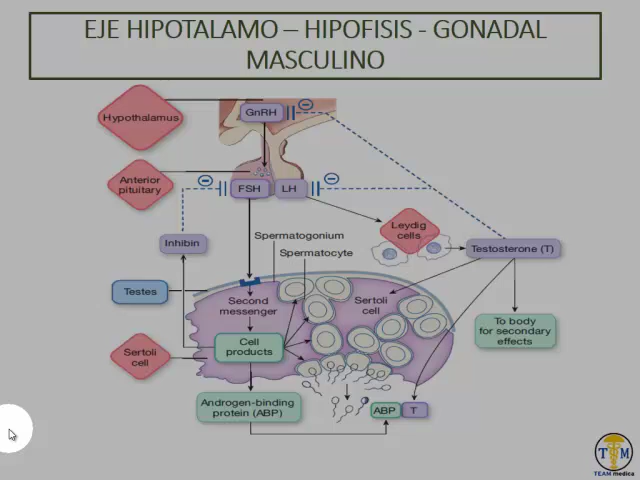 EJE HIPOTALAMO – HIPOFISIS - GONADAL
MASCULINO
Hypothalamus
GnRH
Anterior
pituitary
FSH
LH
Leydig
cells
Inhibin
Testosterone (T)
Spermatogonium
Spermatocyte
Testes
Second
messenger
Sertoli
cell
To body
for secondary
effects
Cell
products
Sertoli
cell
Androgen-binding
protein (ABP)
ABP
T
T M
TEAM medica